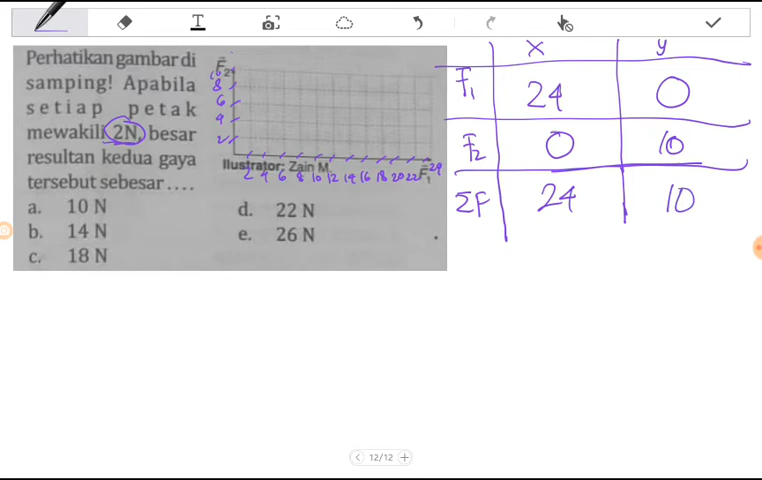 Perhatikan gambar di
samping! Apabila
setiap petak
mewakili 2N, besar
resultan kedua gaya
tersebut sebesar . . . .
a. 10 N
b. 14 N
c. 18 N
d. 22 N
e. 26 N
F₂
10
8
6
4
2
Ilustrator: Zain M.
F₁
2 4 6 8 10 12 14 16 18 20 22 24
x y
F₁ 24 0
F₂ 0 10
ΣF 24 10
12/12